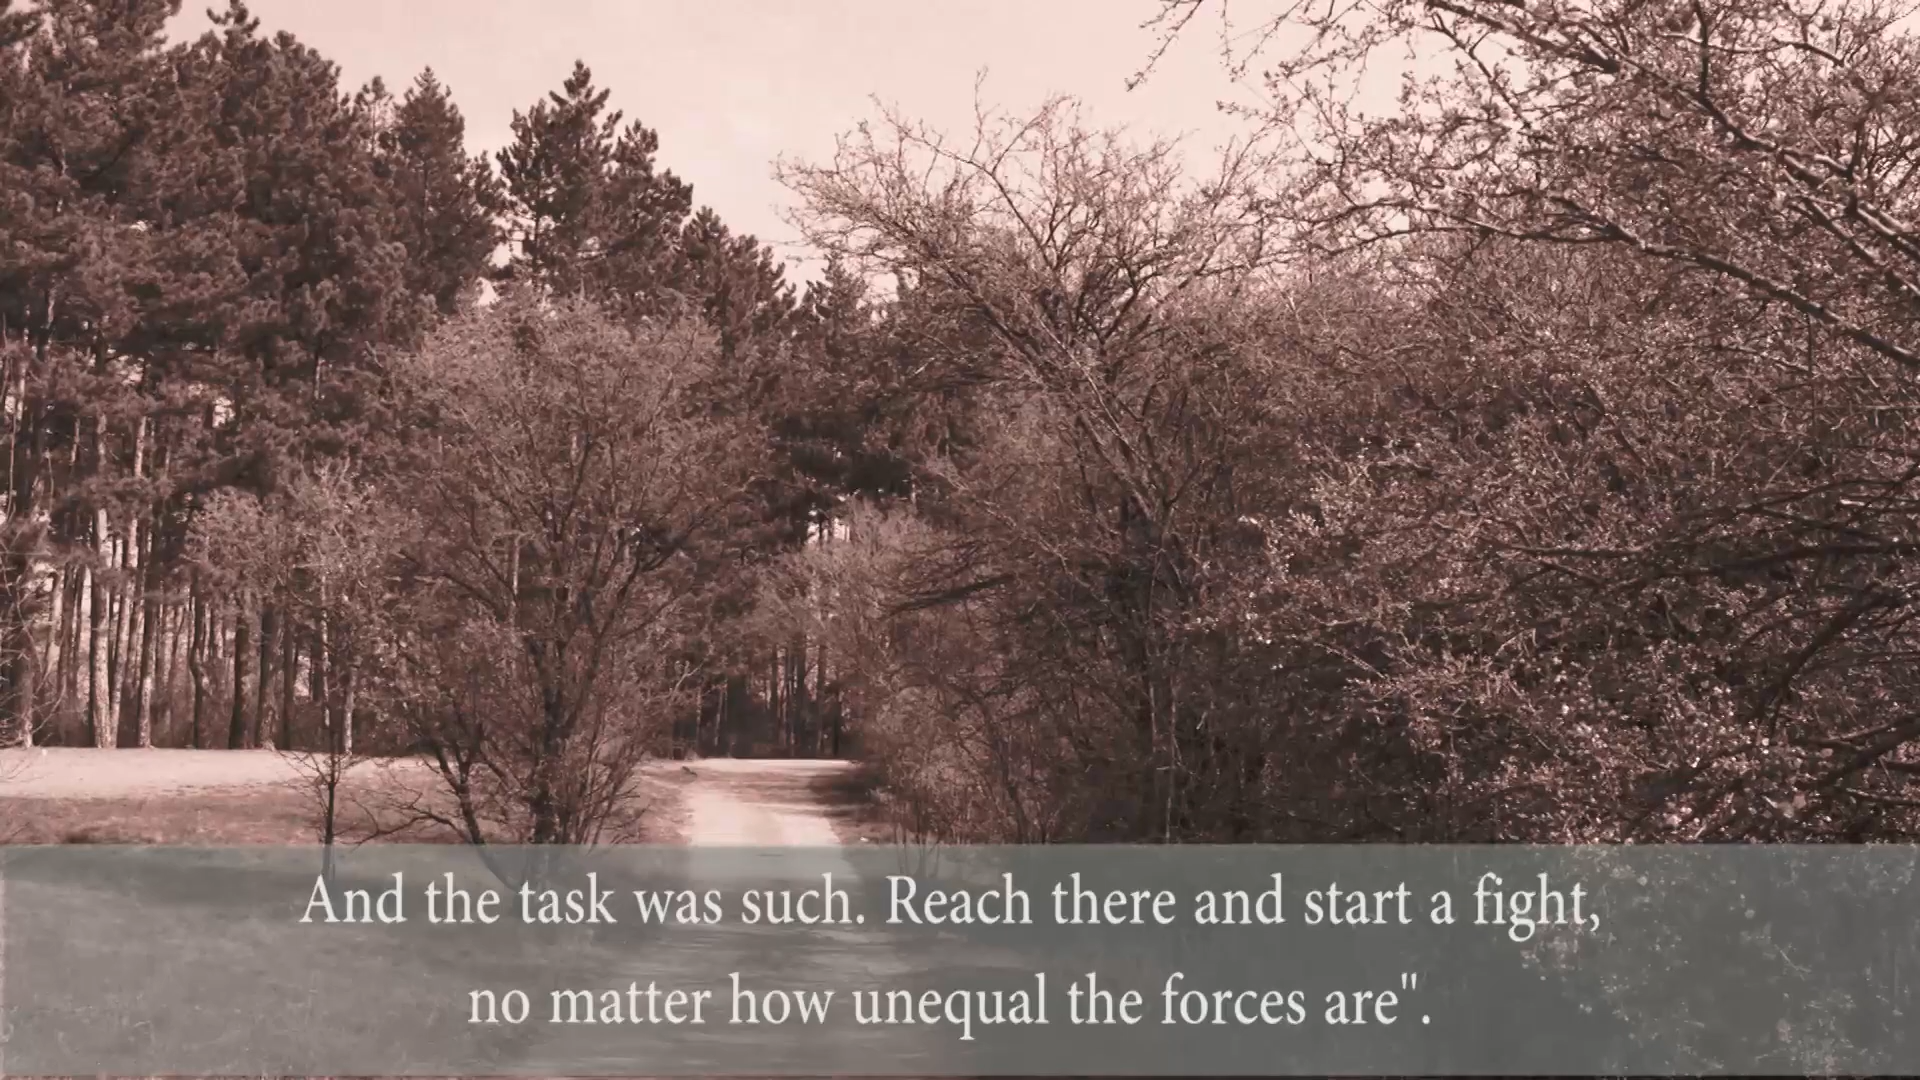 And the task was such. Reach there and start a fight,
no matter how unequal the forces are".